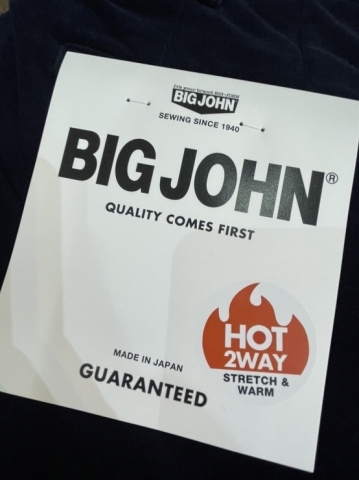 BIG JOHN
SEWING SINCE 1940
BIG JOHN®
QUALITY COMES FIRST
HOT
2WAY
STRETCH &
WARM
MADE IN JAPAN
GUARANTEED